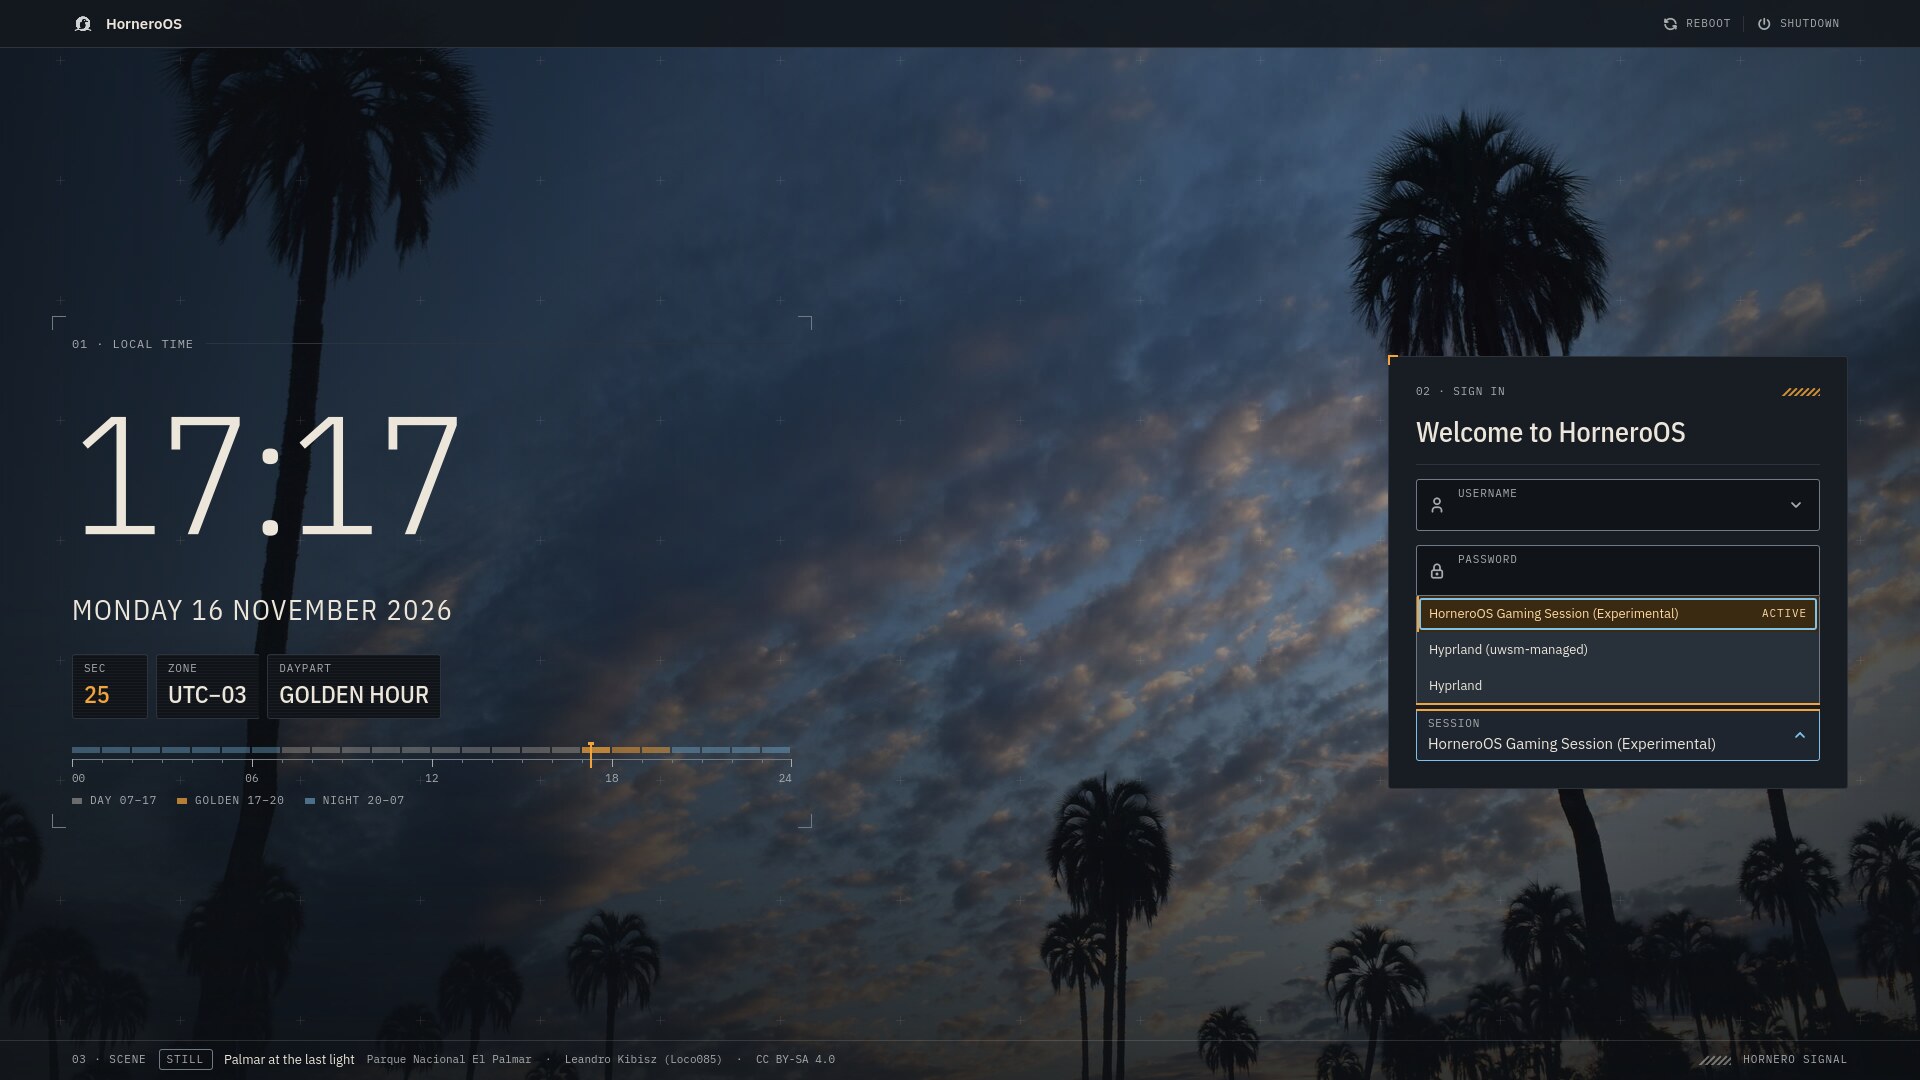 HorneroOS
REBOOT
SHUTDOWN
01 · LOCAL TIME
17:17
MONDAY 16 NOVEMBER 2026
SEC
25
ZONE
UTC−03
DAYPART
GOLDEN HOUR
00 06 12 18 24
DAY 07–17 GOLDEN 17–20 NIGHT 20–07
02 · SIGN IN
Welcome to HorneroOS
USERNAME
PASSWORD
HorneroOS Gaming Session (Experimental) ACTIVE
Hyprland (uwsm-managed)
Hyprland
SESSION
HorneroOS Gaming Session (Experimental)
03 · SCENE STILL Palmar at the last light Parque Nacional El Palmar · Leandro Kibisz (Loco085) · CC BY-SA 4.0
HORNERO SIGNAL